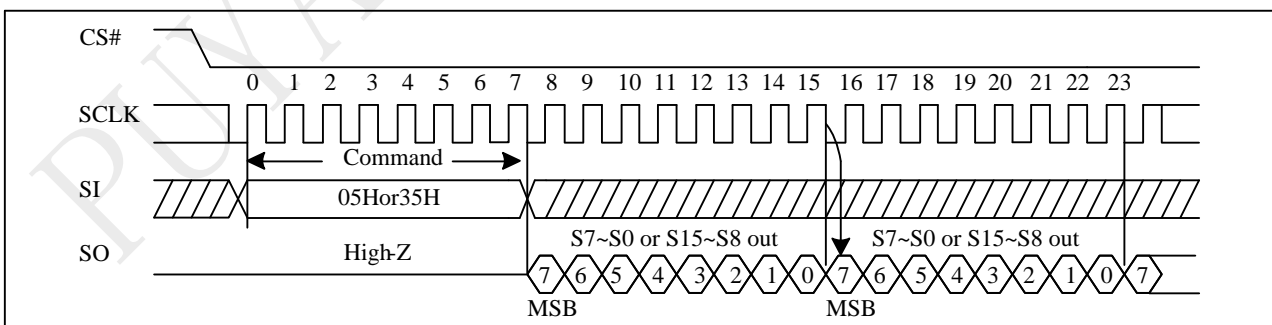 PUYA
CS#
0 1 2 3 4 5 6 7 8 9 10 11 12 13 14 15 16 17 18 19 20 21 22 23
SCLK
Command
SI
05Hor35H
S7~S0 or S15~S8 out S7~S0 or S15~S8 out
SO
High-Z
7 6 5 4 3 2 1 0 7 6 5 4 3 2 1 0 7
MSB MSB